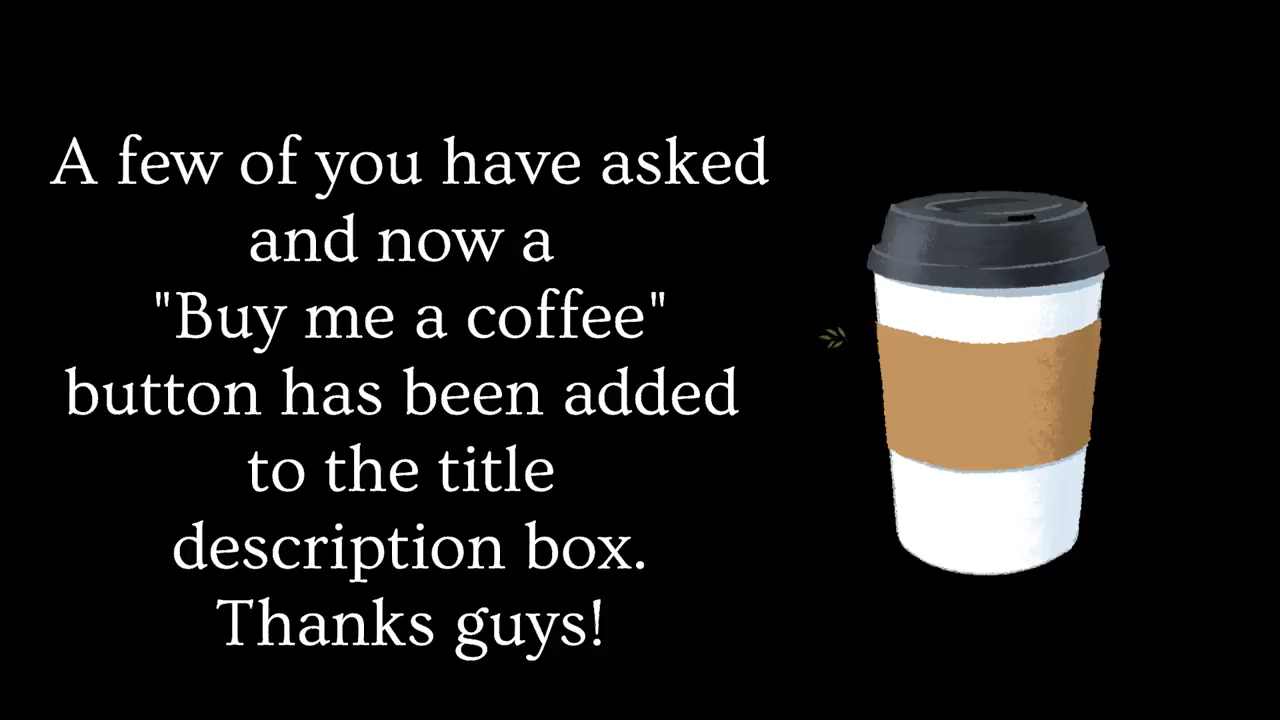 A few of you have asked
and now a
"Buy me a coffee"
button has been added
to the title
description box.
Thanks guys!